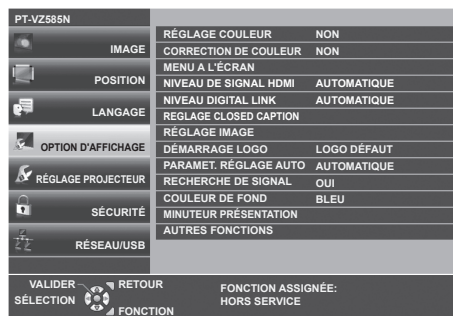 PT-VZ585N
IMAGE
POSITION
LANGAGE
OPTION D'AFFICHAGE
RÉGLAGE PROJECTEUR
SÉCURITÉ
RÉSEAU/USB
RÉGLAGE COULEUR NON
CORRECTION DE COULEUR NON
MENU A L'ÉCRAN
NIVEAU DE SIGNAL HDMI AUTOMATIQUE
NIVEAU DIGITAL LINK AUTOMATIQUE
REGLAGE CLOSED CAPTION
RÉGLAGE IMAGE
DÉMARRAGE LOGO LOGO DÉFAUT
PARAMET. RÉGLAGE AUTO AUTOMATIQUE
RECHERCHE DE SIGNAL OUI
COULEUR DE FOND BLEU
MINUTEUR PRÉSENTATION
AUTRES FONCTIONS
VALIDER RETOUR
SÉLECTION
FONCTION
FONCTION ASSIGNÉE:
HORS SERVICE